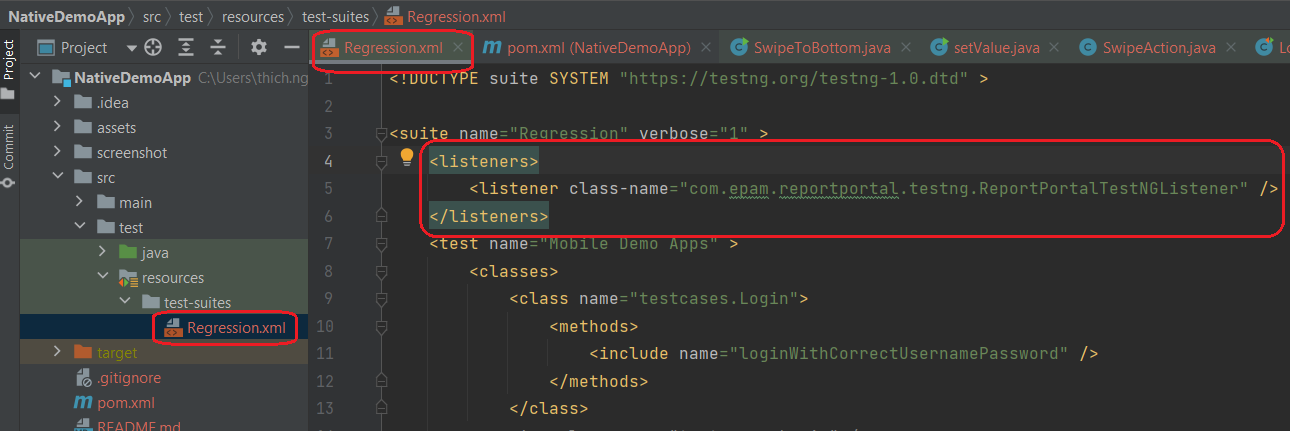 NativeDemoApp src test resources test-suites Regression.xml
Project
Commit
Project
Regression.xml pom.xml (NativeDemoApp) SwipeToBottom.java setValue.java SwipeAction.java
NativeDemoApp C:\Users\thich.ng
.idea
assets
screenshot
src
main
test
java
resources
test-suites
Regression.xml
target
.gitignore
pom.xml
README.md
1 <!DOCTYPE suite SYSTEM "https://testng.org/testng-1.0.dtd" >
2
3 <suite name="Regression" verbose="1" >
4 <listeners>
5 <listener class-name="com.epam.reportportal.testng.ReportPortalTestNGListener" />
6 </listeners>
7 <test name="Mobile Demo Apps" >
8 <classes>
9 <class name="testcases.Login">
10 <methods>
11 <include name="loginWithCorrectUsernamePassword" />
12 </methods>
13 </class>